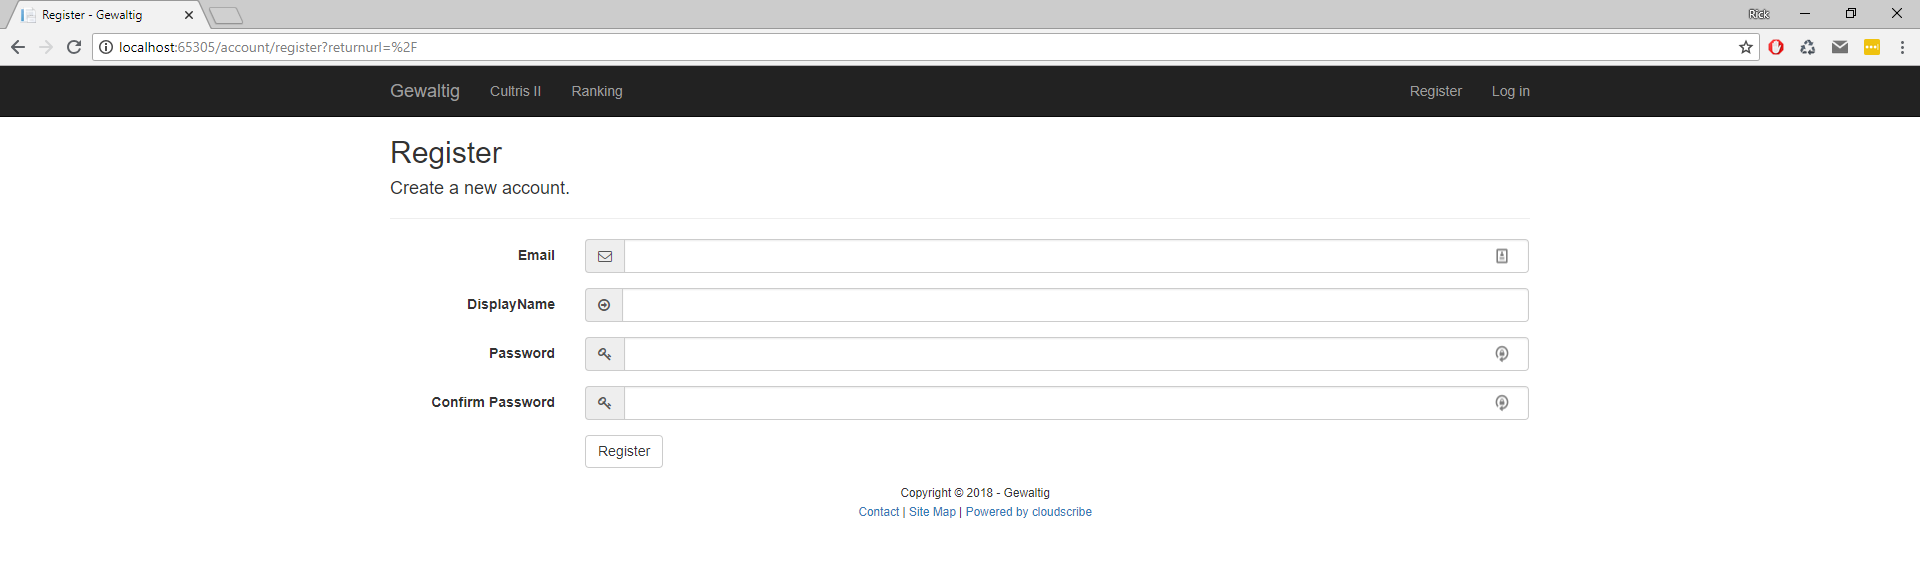 Register - Gewaltig
Rick
localhost:65305/account/register?returnurl=%2F
Gewaltig Cultris II Ranking Register Log in
Register
Create a new account.
Email
DisplayName
Password
Confirm Password
Register
Copyright © 2018 - Gewaltig
Contact | Site Map | Powered by cloudscribe